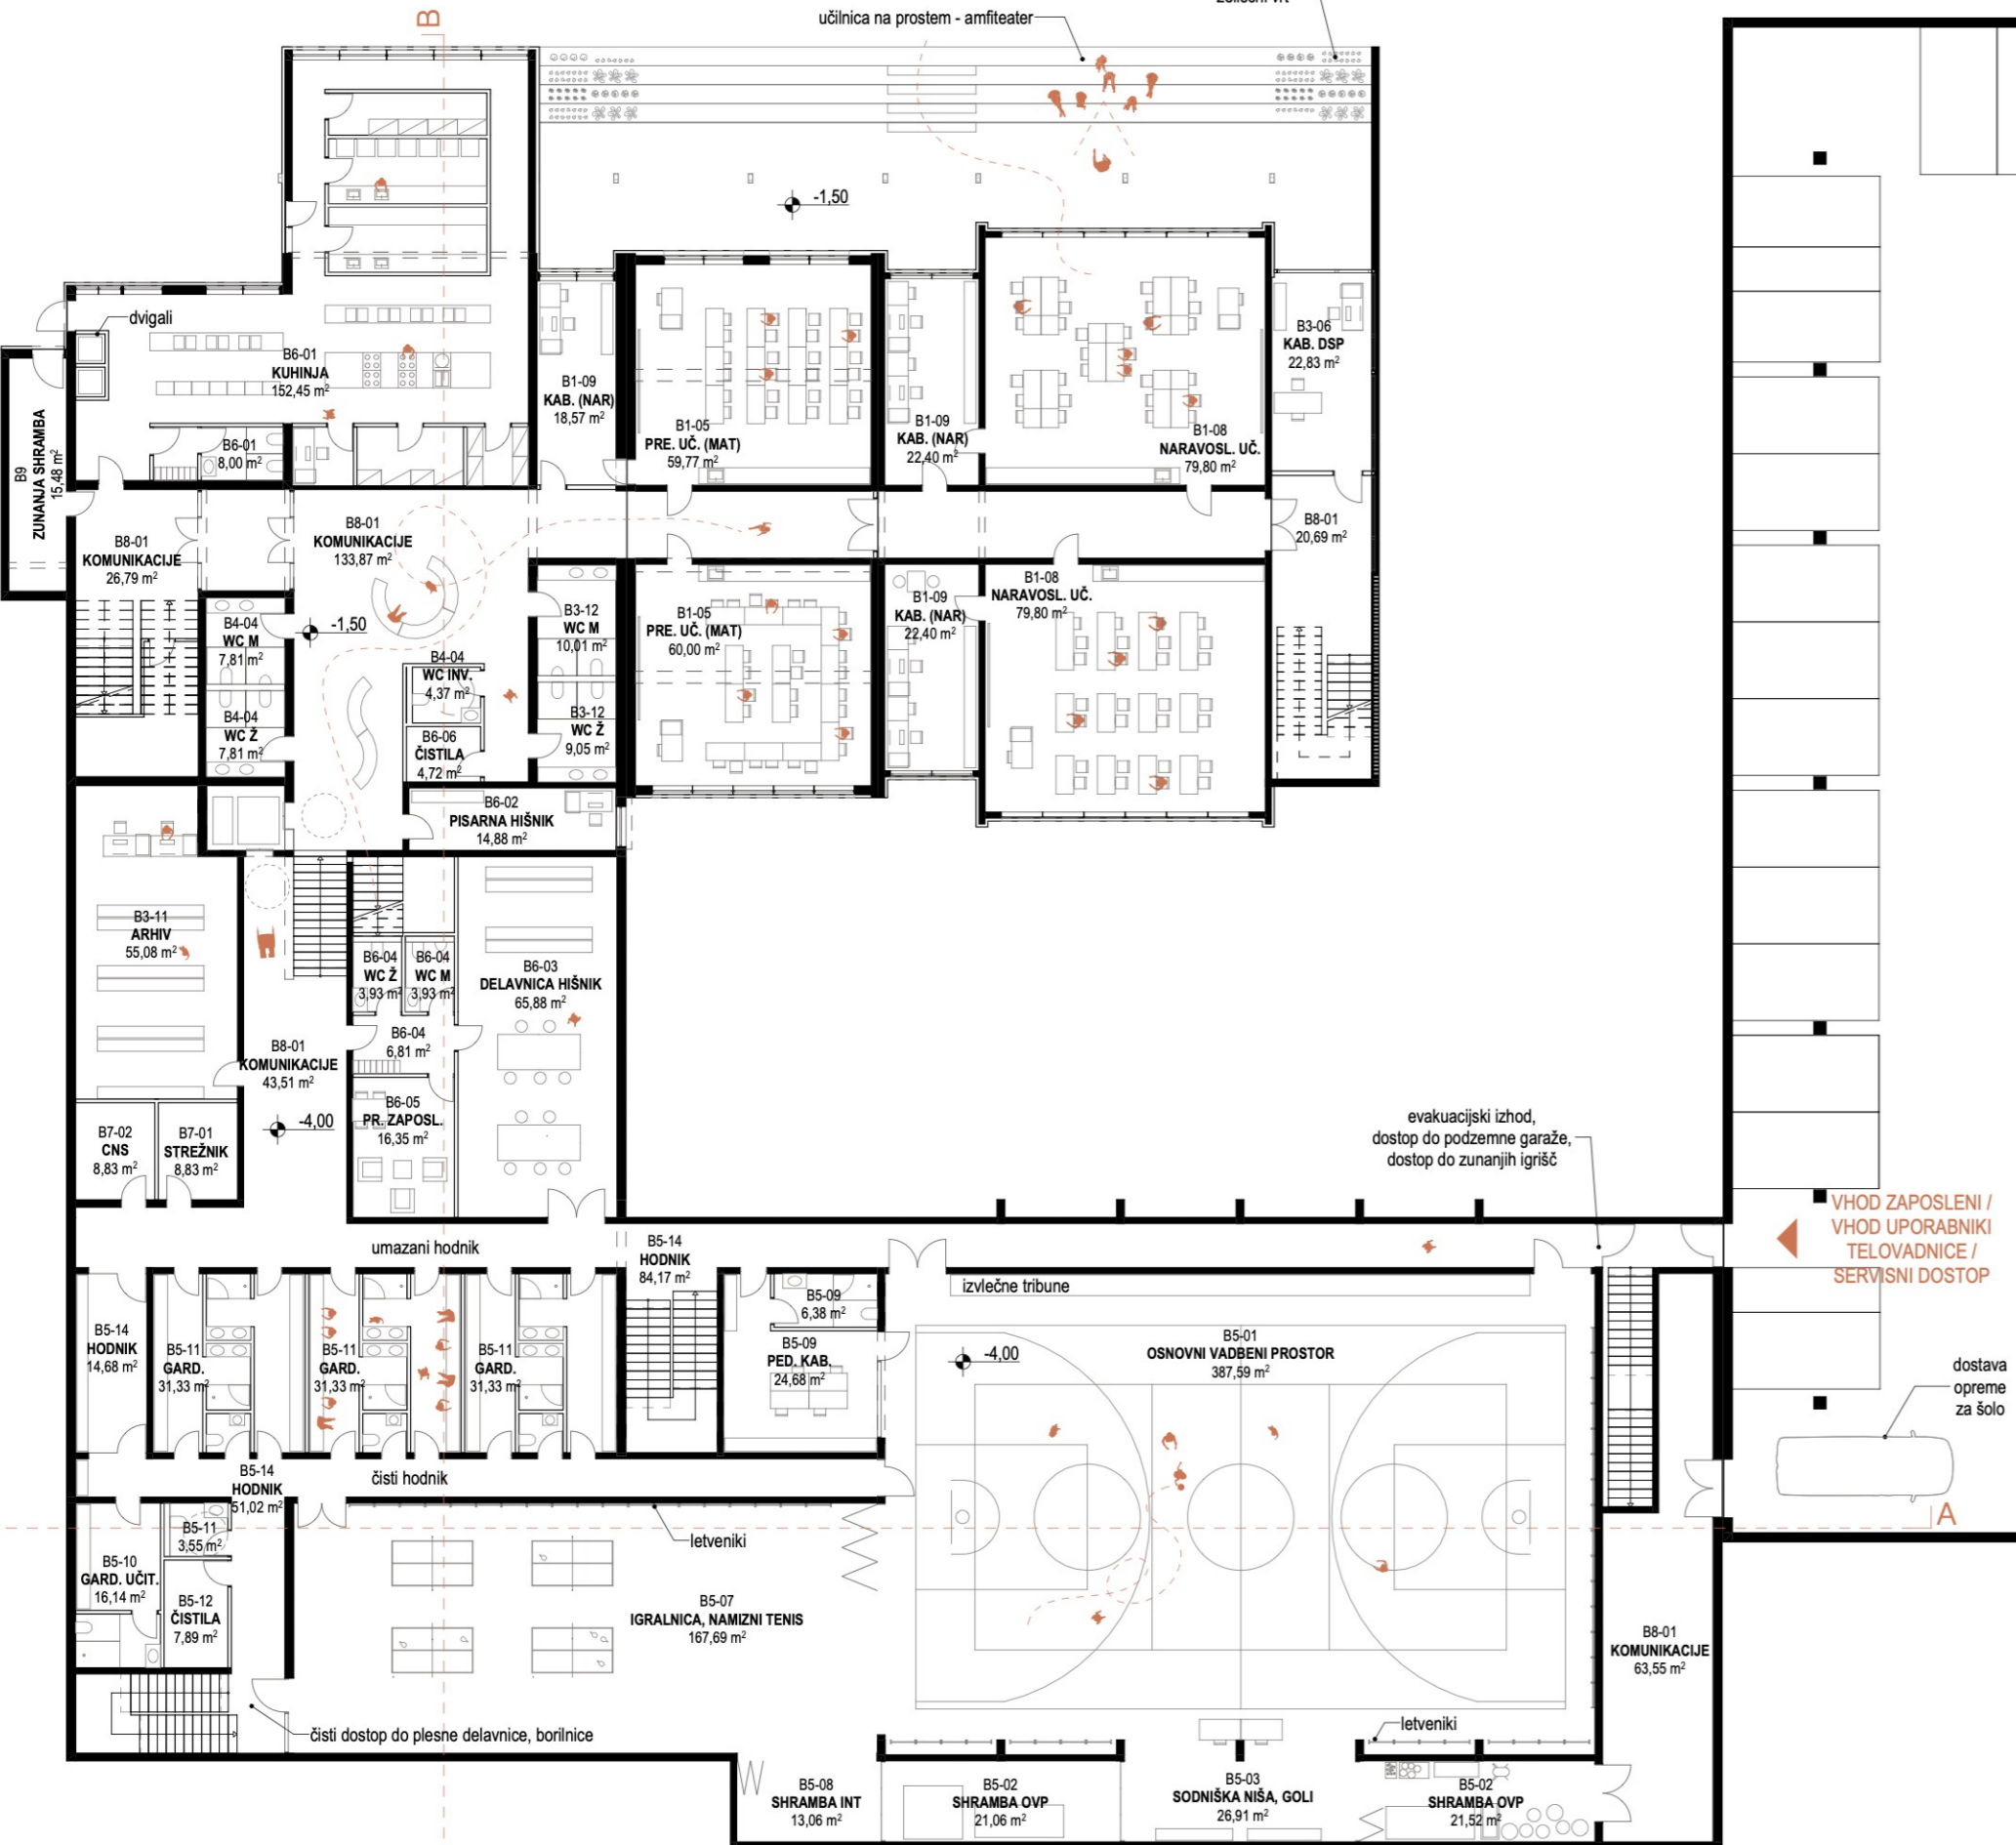 učilnica na prostem - amfiteater
B
-1,50
dvigali
B6-01
KUHINJA
152,45 m²
B6-01
8,00 m²
B9
ZUNANJA SHRAMBA
15,48 m²
B1-09
KAB. (NAR)
18,57 m²
B1-05
PRE. UČ. (MAT)
59,77 m²
B1-09
KAB. (NAR)
22,40 m²
B1-08
NARAVOSL. UČ.
79,80 m²
B3-06
KAB. DSP
22,83 m²
B8-01
KOMUNIKACIJE
26,79 m²
B8-01
KOMUNIKACIJE
133,87 m²
B8-01
20,69 m²
B4-04
WC M
7,81 m²
-1,50
B3-12
WC M
10,01 m²
B1-05
PRE. UČ. (MAT)
60,00 m²
B1-09
KAB. (NAR)
22,40 m²
B1-08
NARAVOSL. UČ.
79,80 m²
B4-04
WC INV.
4,37 m²
B4-04
WC Ž
7,81 m²
B6-06
ČISTILA
4,72 m²
B3-12
WC Ž
9,05 m²
B6-02
PISARNA HIŠNIK
14,88 m²
B3-11
ARHIV
55,08 m²
B6-04
WC Ž
3,93 m²
B6-04
WC M
3,93 m²
B6-03
DELAVNICA HIŠNIK
65,88 m²
B8-01
KOMUNIKACIJE
43,51 m²
B6-04
6,81 m²
B6-05
PR. ZAPOSL.
16,35 m²
-4,00
B7-02
CNS
8,83 m²
B7-01
STREŽNIK
8,83 m²
evakuacijski izhod,
dostop do podzemne garaže,
dostop do zunanjih igrišč
VHOD ZAPOSLENI /
VHOD UPORABNIKI
TELOVADNICE /
SERVISNI DOSTOP
umazani hodnik
B5-14
HODNIK
84,17 m²
izvlečne tribune
B5-09
6,38 m²
B5-14
HODNIK
14,68 m²
B5-11
GARD.
31,33 m²
B5-11
GARD.
31,33 m²
B5-11
GARD.
31,33 m²
B5-09
PED. KAB.
24,68 m²
-4,00
B5-01
OSNOVNI VADBENI PROSTOR
387,59 m²
dostava
opreme
za šolo
čisti hodnik
B5-14
HODNIK
51,02 m²
A
B5-11
3,55 m²
letveniki
B5-10
GARD. UČIT.
16,14 m²
B5-12
ČISTILA
7,89 m²
B5-07
IGRALNICA, NAMIZNI TENIS
167,69 m²
B8-01
KOMUNIKACIJE
63,55 m²
čisti dostop do plesne delavnice, borilnice
letveniki
B5-08
SHRAMBA INT
13,06 m²
B5-02
SHRAMBA OVP
21,06 m²
B5-03
SODNIŠKA NIŠA, GOLI
26,91 m²
B5-02
SHRAMBA OVP
21,52 m²